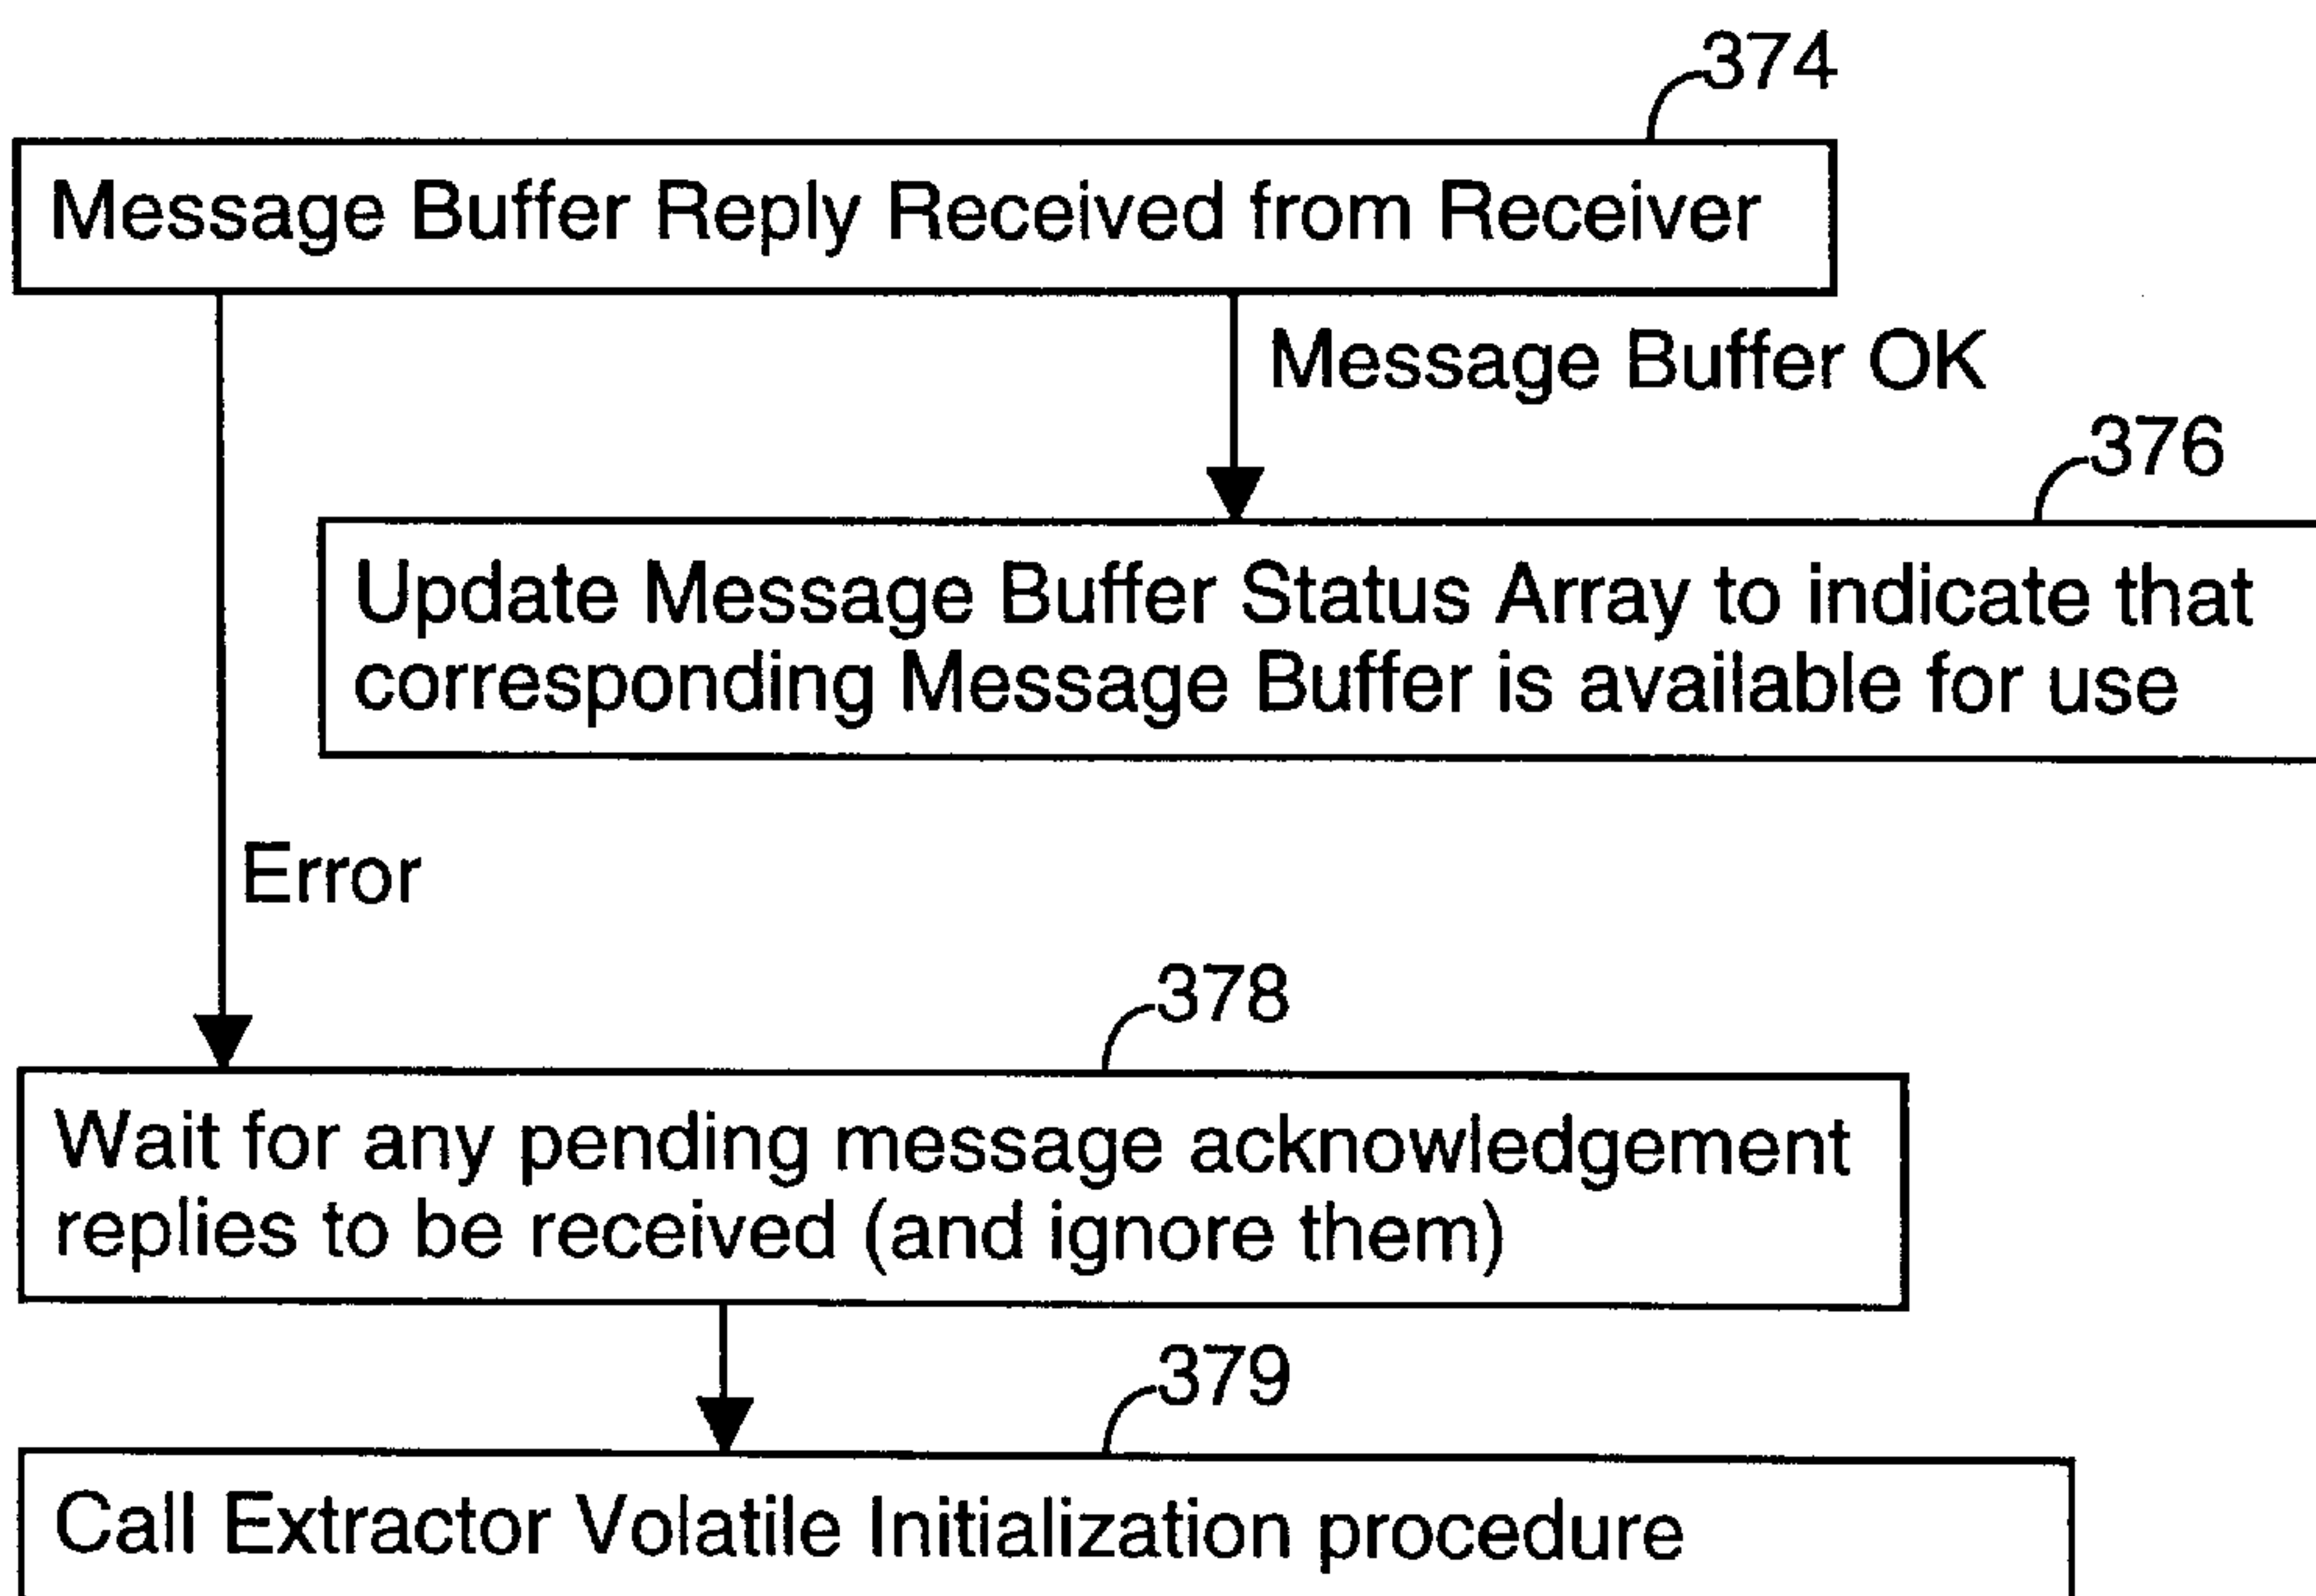 374
Message Buffer Reply Received from Receiver
Message Buffer OK
376
Update Message Buffer Status Array to indicate that
corresponding Message Buffer is available for use
Error
378
Wait for any pending message acknowledgement
replies to be received (and ignore them)
379
Call Extractor Volatile Initialization procedure